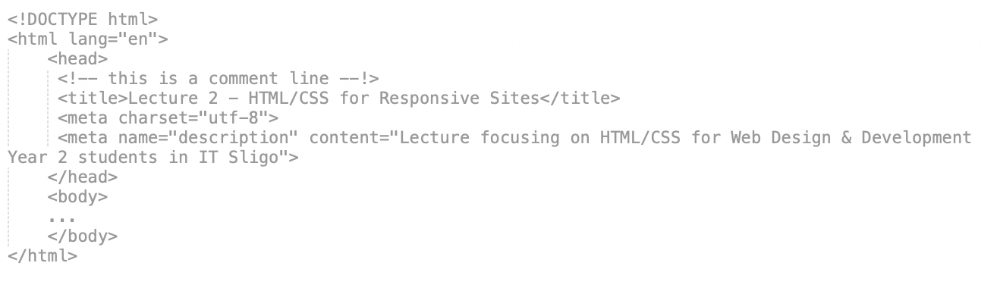 <!DOCTYPE html>
<html lang="en">
    <head>
     <!-- this is a comment line --!>
     <title>Lecture 2 - HTML/CSS for Responsive Sites</title>
     <meta charset="utf-8">
     <meta name="description" content="Lecture focusing on HTML/CSS for Web Design & Development
Year 2 students in IT Sligo">
    </head>
    <body>
    ...
    </body>
</html>